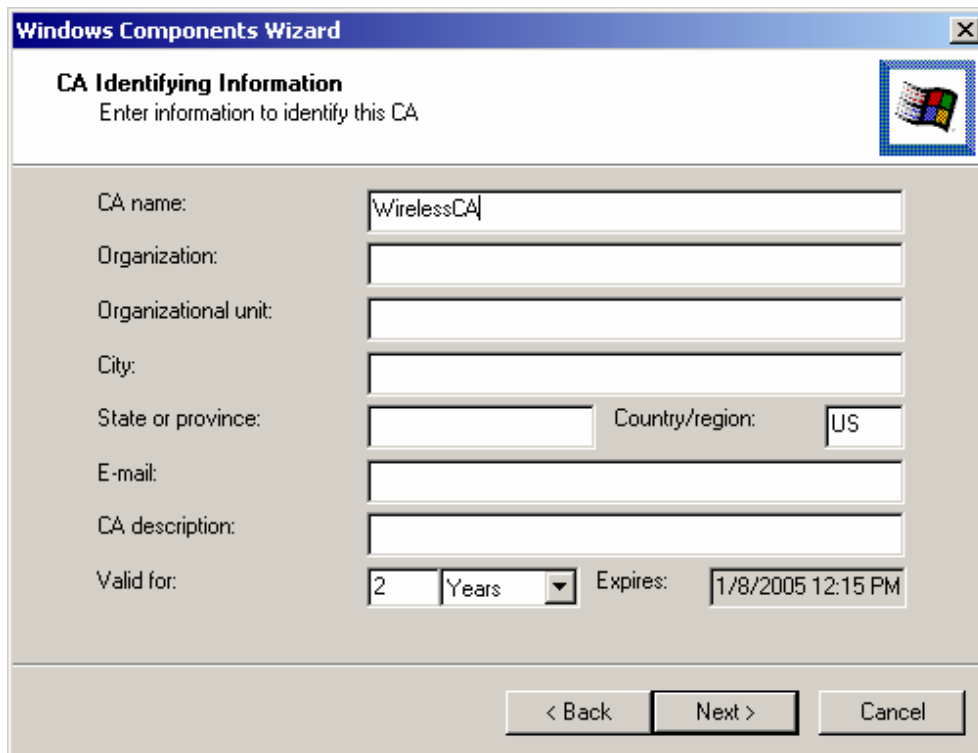 Windows Components Wizard
CA Identifying Information
Enter information to identify this CA
CA name: WirelessCA
Organization:
Organizational unit:
City:
State or province: Country/region: US
E-mail:
CA description:
Valid for: 2 Years Expires: 1/8/2005 12:15 PM
< Back Next > Cancel